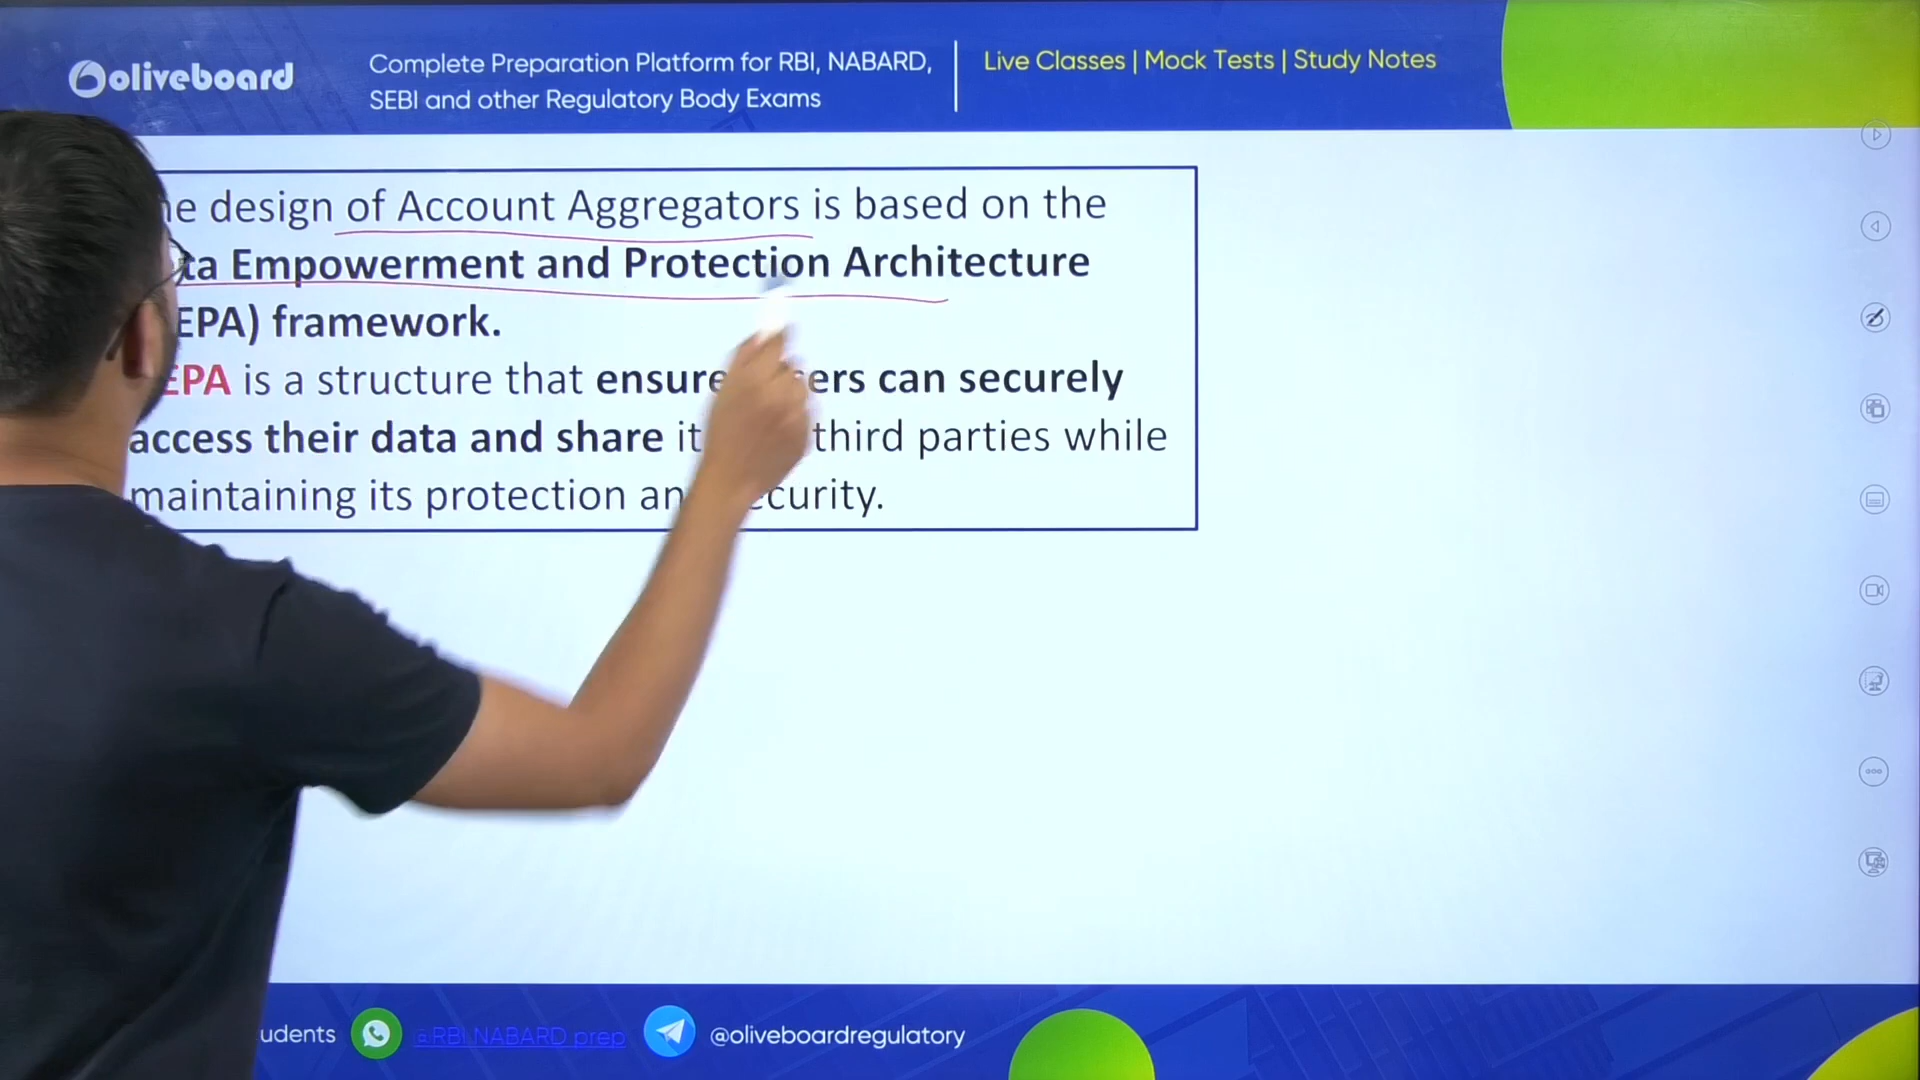 oliveboard
Complete Preparation Platform for RBI, NABARD,
SEBI and other Regulatory Body Exams
Live Classes | Mock Tests | Study Notes
e design of Account Aggregators is based on the
ta Empowerment and Protection Architecture
EPA) framework.
EPA is a structure that ensure ers can securely
access their data and share it third parties while
maintaining its protection an curity.
udents @RBI_NABARD_prep @oliveboardregulatory